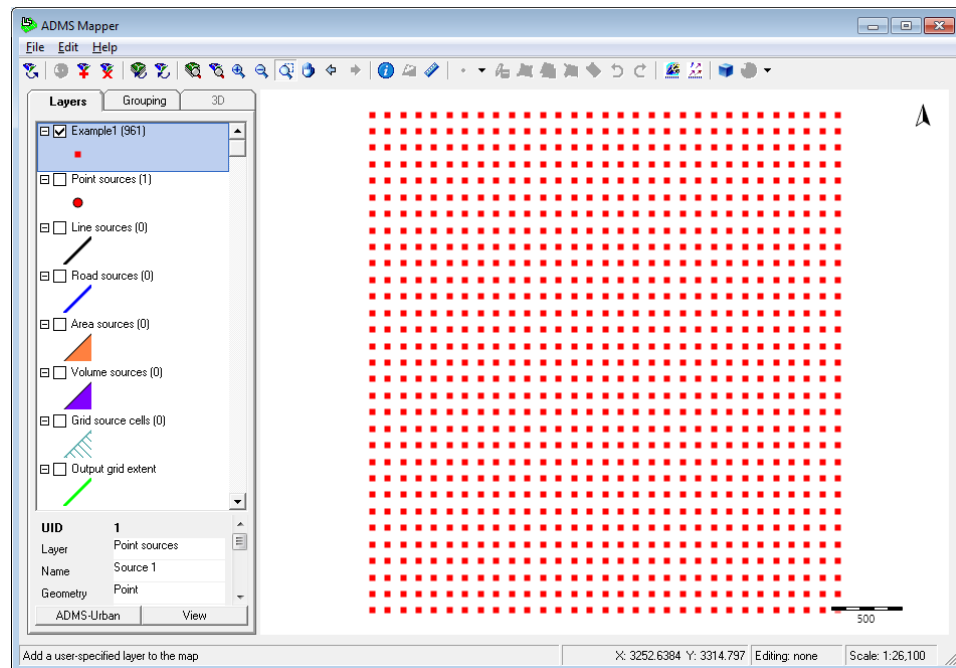 ADMS Mapper
File Edit Help
Layers Grouping 3D
Example1 (961)
Point sources (1)
Line sources (0)
Road sources (0)
Area sources (0)
Volume sources (0)
Grid source cells (0)
Output grid extent
UID 1
Layer Point sources
Name Source 1
Geometry Point
ADMS-Urban View
500
Add a user-specified layer to the map X: 3252.6384 Y: 3314.797 Editing: none Scale: 1:26,100